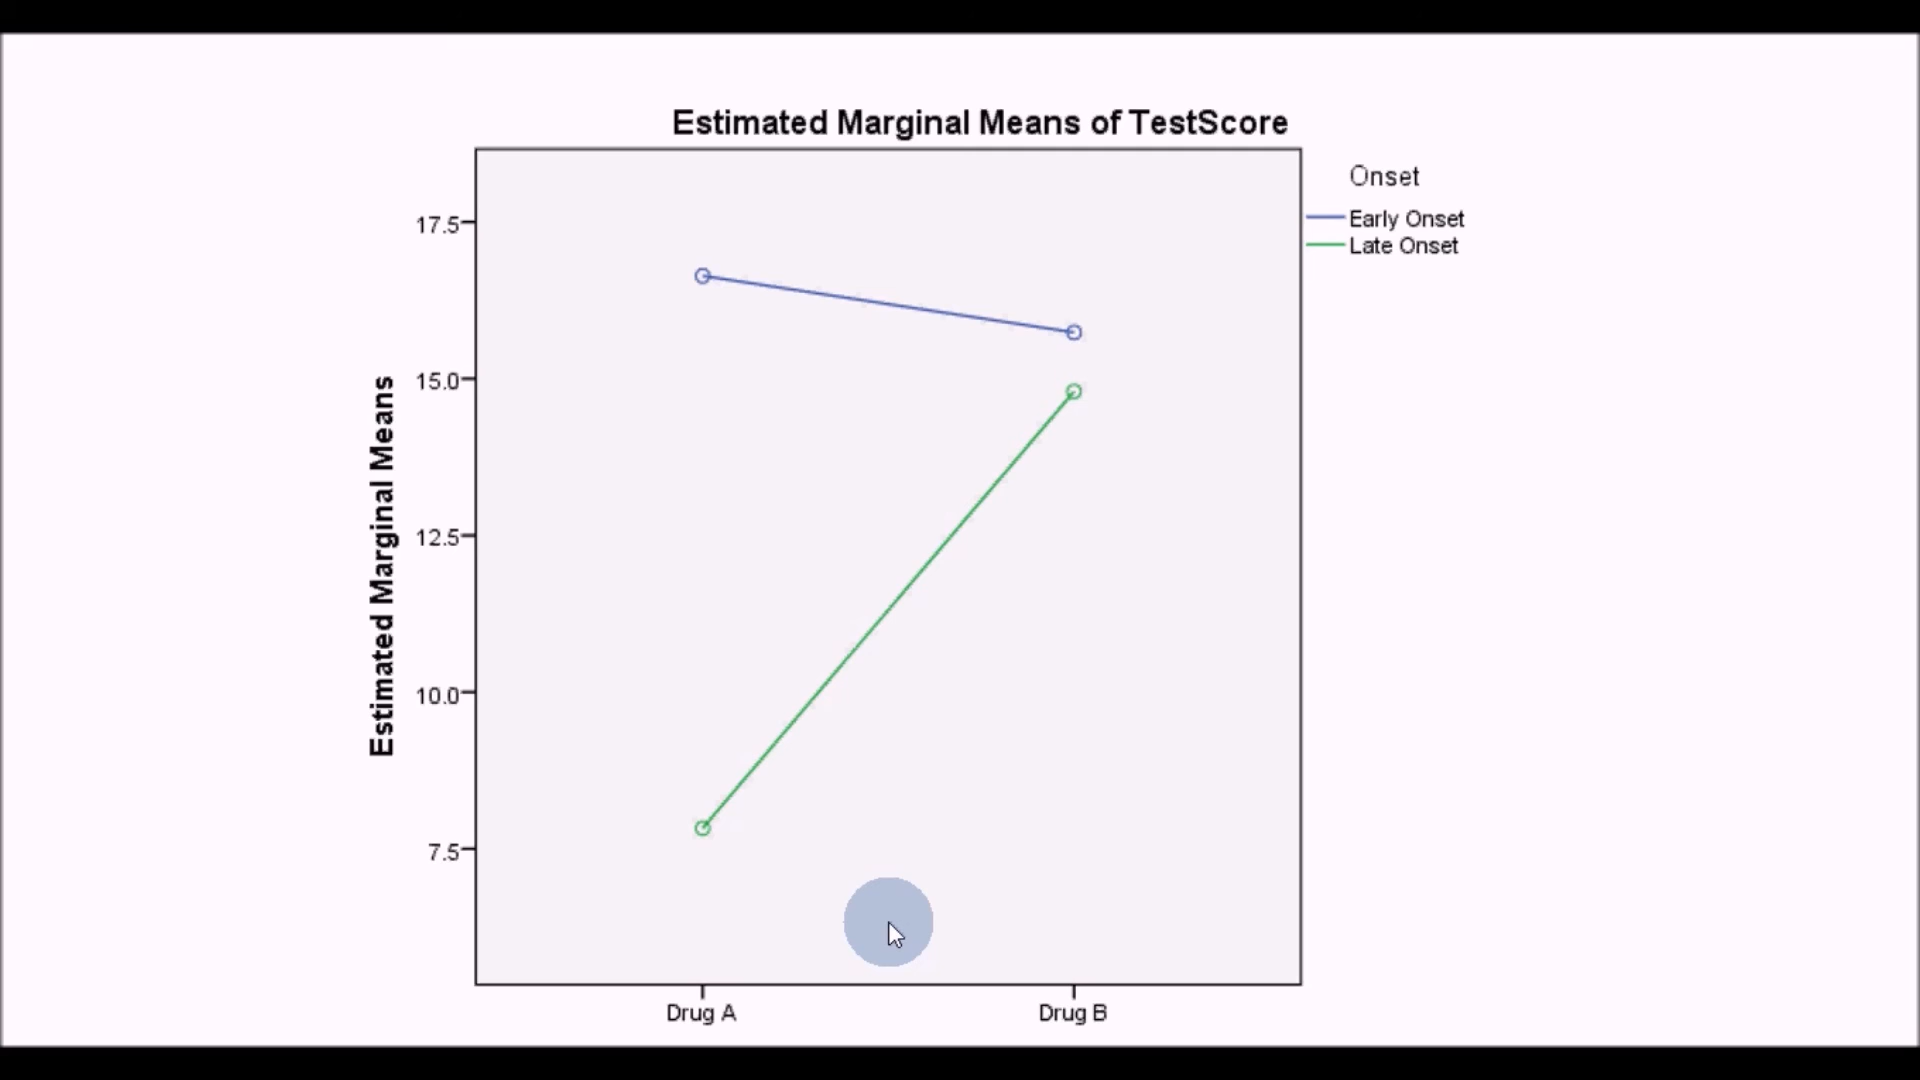 Estimated Marginal Means of TestScore
Onset
Early Onset
Late Onset
Estimated Marginal Means
17.5
15.0
12.5
10.0
7.5
Drug A
Drug B